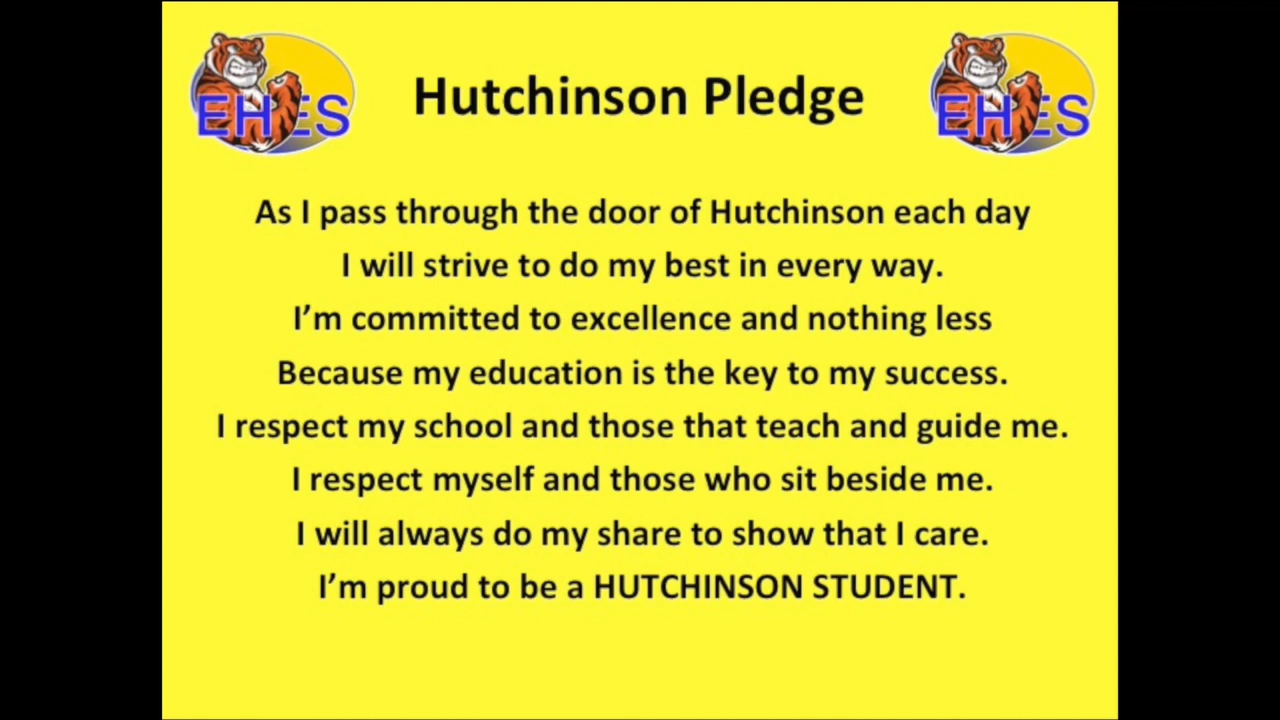 EHES
Hutchinson Pledge
EHES
As I pass through the door of Hutchinson each day
I will strive to do my best in every way.
I’m committed to excellence and nothing less
Because my education is the key to my success.
I respect my school and those that teach and guide me.
I respect myself and those who sit beside me.
I will always do my share to show that I care.
I’m proud to be a HUTCHINSON STUDENT.